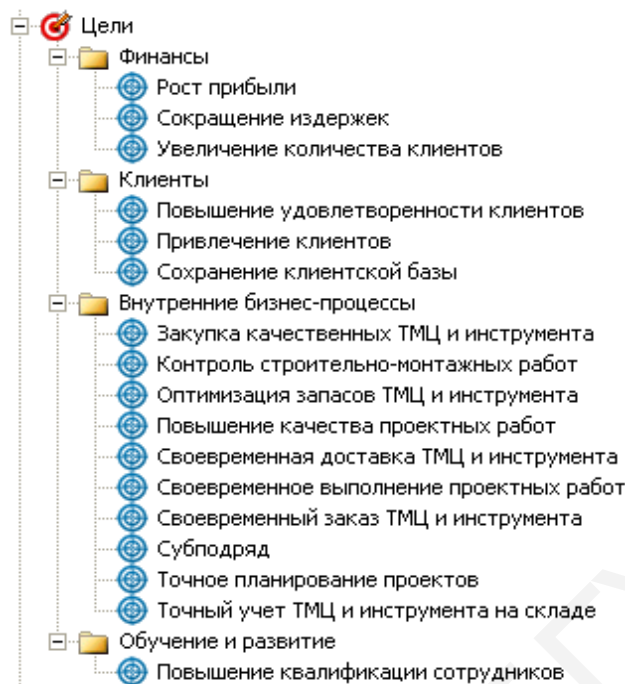 Цели
Финансы
Рост прибыли
Сокращение издержек
Увеличение количества клиентов
Клиенты
Повышение удовлетворенности клиентов
Привлечение клиентов
Сохранение клиентской базы
Внутренние бизнес-процессы
Закупка качественных ТМЦ и инструмента
Контроль строительно-монтажных работ
Оптимизация запасов ТМЦ и инструмента
Повышение качества проектных работ
Своевременная доставка ТМЦ и инструмента
Своевременное выполнение проектных работ
Своевременный заказ ТМЦ и инструмента
Субподряд
Точное планирование проектов
Точный учет ТМЦ и инструмента на складе
Обучение и развитие
Повышение квалификации сотрудников